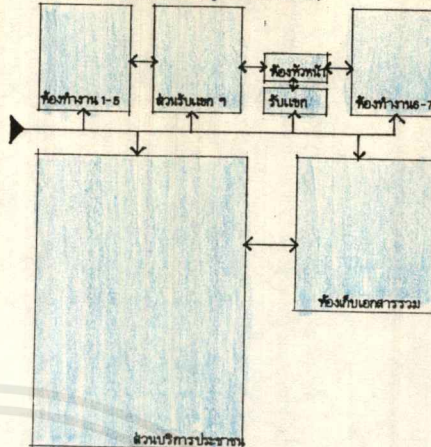 ห้องทำงาน 1-5
ส่วนรับแขก ๆ
ห้องหัวหน้า
รับแขก
ห้องทำงาน6-7
ห้องเก็บเอกสารรวม
ส่วนบริการประชาชน